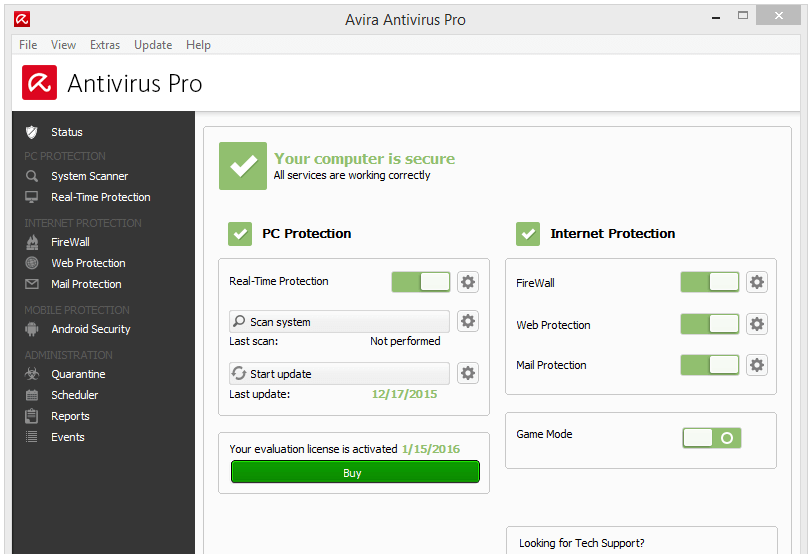 Avira Antivirus Pro
File View Extras Update Help
Antivirus Pro
Status
PC PROTECTION
System Scanner
Real-Time Protection
INTERNET PROTECTION
FireWall
Web Protection
Mail Protection
MOBILE PROTECTION
Android Security
ADMINISTRATION
Quarantine
Scheduler
Reports
Events
Your computer is secure
All services are working correctly
PC Protection
Real-Time Protection
Scan system
Last scan: Not performed
Start update
Last update: 12/17/2015
Your evaluation license is activated 1/15/2016
Buy
Internet Protection
FireWall
Web Protection
Mail Protection
Game Mode
Looking for Tech Support?